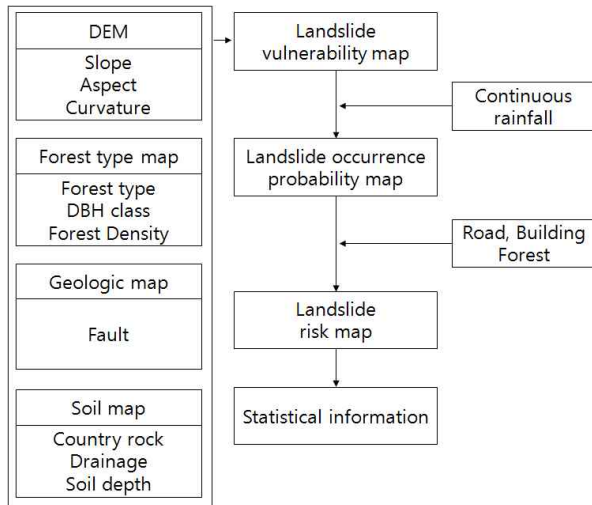 DEM
Slope
Aspect
Curvature
Forest type map
Forest type
DBH class
Forest Density
Geologic map
Fault
Soil map
Country rock
Drainage
Soil depth
Landslide
vulnerability map
Continuous
rainfall
Landslide occurrence
probability map
Road, Building
Forest
Landslide
risk map
Statistical information